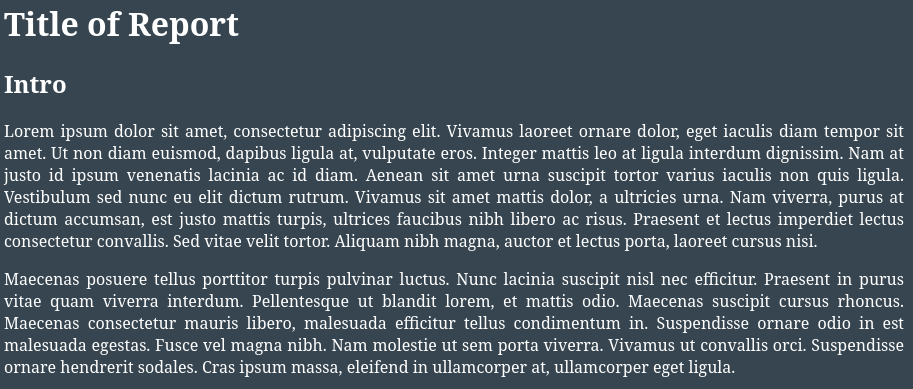 Title of Report
Intro
Lorem ipsum dolor sit amet, consectetur adipiscing elit. Vivamus laoreet ornare dolor, eget iaculis diam tempor sit
amet. Ut non diam euismod, dapibus ligula at, vulputate eros. Integer mattis leo at ligula interdum dignissim. Nam at
justo id ipsum venenatis lacinia ac id diam. Aenean sit amet urna suscipit tortor varius iaculis non quis ligula.
Vestibulum sed nunc eu elit dictum rutrum. Vivamus sit amet mattis dolor, a ultricies urna. Nam viverra, purus at
dictum accumsan, est justo mattis turpis, ultrices faucibus nibh libero ac risus. Praesent et lectus imperdiet lectus
consectetur convallis. Sed vitae velit tortor. Aliquam nibh magna, auctor et lectus porta, laoreet cursus nisi.
Maecenas posuere tellus porttitor turpis pulvinar luctus. Nunc lacinia suscipit nisl nec efficitur. Praesent in purus
vitae quam viverra interdum. Pellentesque ut blandit lorem, et mattis odio. Maecenas suscipit cursus rhoncus.
Maecenas consectetur mauris libero, malesuada efficitur tellus condimentum in. Suspendisse ornare odio in est
malesuada egestas. Fusce vel magna nibh. Nam molestie ut sem porta viverra. Vivamus ut convallis orci. Suspendisse
ornare hendrerit sodales. Cras ipsum massa, eleifend in ullamcorper at, ullamcorper eget ligula.